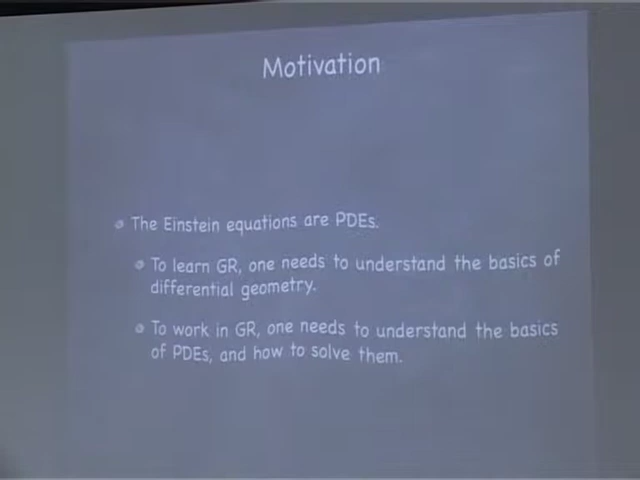 Motivation
The Einstein equations are PDEs.
To learn GR, one needs to understand the basics of
differential geometry.
To work in GR, one needs to understand the basics
of PDEs, and how to solve them.